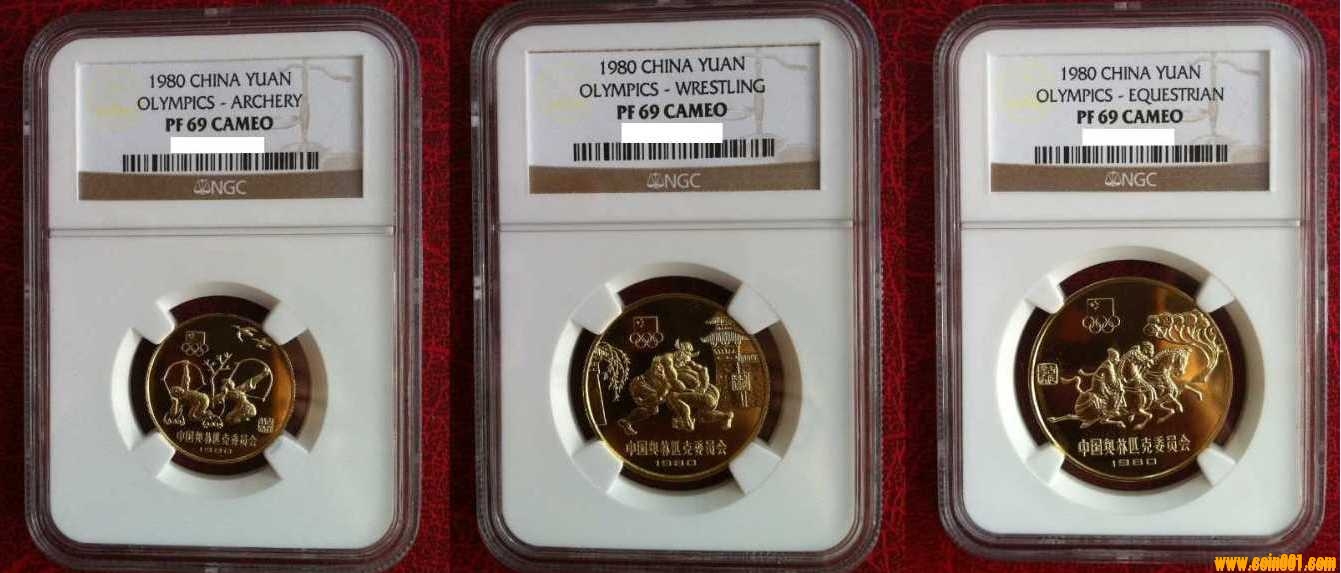 1980 CHINA YUAN
OLYMPICS - ARCHERY
PF 69 CAMEO
NGC
中国奥林匹克委员会
1980
1980 CHINA YUAN
OLYMPICS - WRESTLING
PF 69 CAMEO
NGC
中国奥林匹克委员会
1980
1980 CHINA YUAN
OLYMPICS - EQUESTRIAN
PF 69 CAMEO
NGC
中国奥林匹克委员会
1980
www.coin001.com